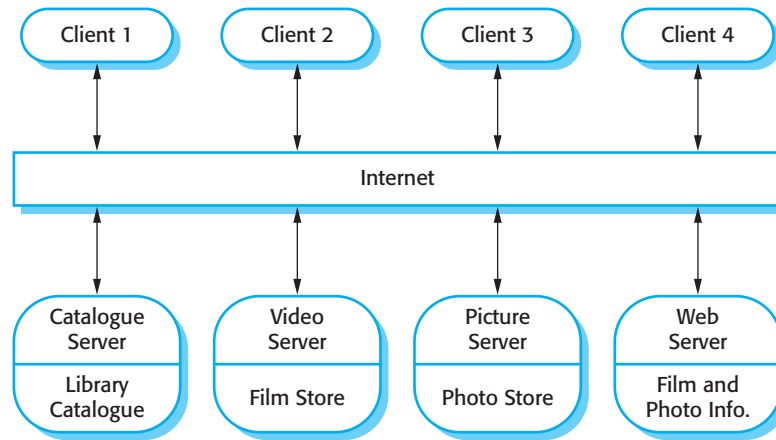 Client 1
Client 2
Client 3
Client 4
Internet
Catalogue
Server
Library
Catalogue
Video
Server
Film Store
Picture
Server
Photo Store
Web
Server
Film and
Photo Info.